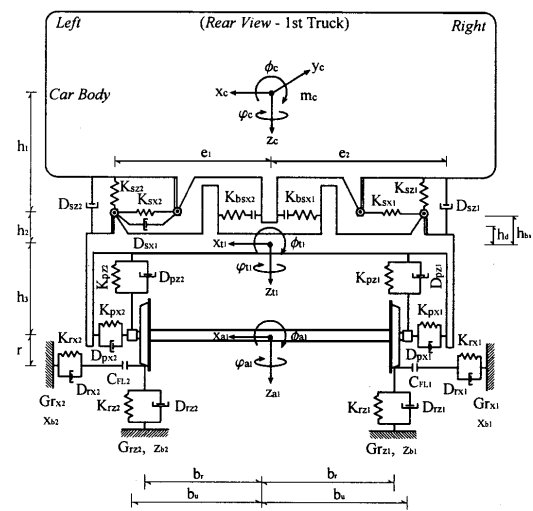 Left (Rear View - 1st Truck) Right
ϕc yc
Car Body xc mc
φc
zc
h1 e1 e2
Ksz2 Ksz1
Dsz2 Ksx2 Kbsx2 Kbsx1 Ksx1 Dsz1
h2 Dsx1 xt1 ϕt1 hd hbs
Kpz2 Dpz2 φt1 Kpz1 Dpz1
zt1
h3
Kpx2 Kpx1
Krx2 xa1 ϕa1 Krx1
r Dpx2 Dpx1
CFL2 φa1 CFL1
Drx2 Drx1
Grx2 Krz2 Drz2 za1 Krz1 Drz1 Grx1
xb2 xb1
Grz2, zb2 Grz1, zb1
br br
bu bu